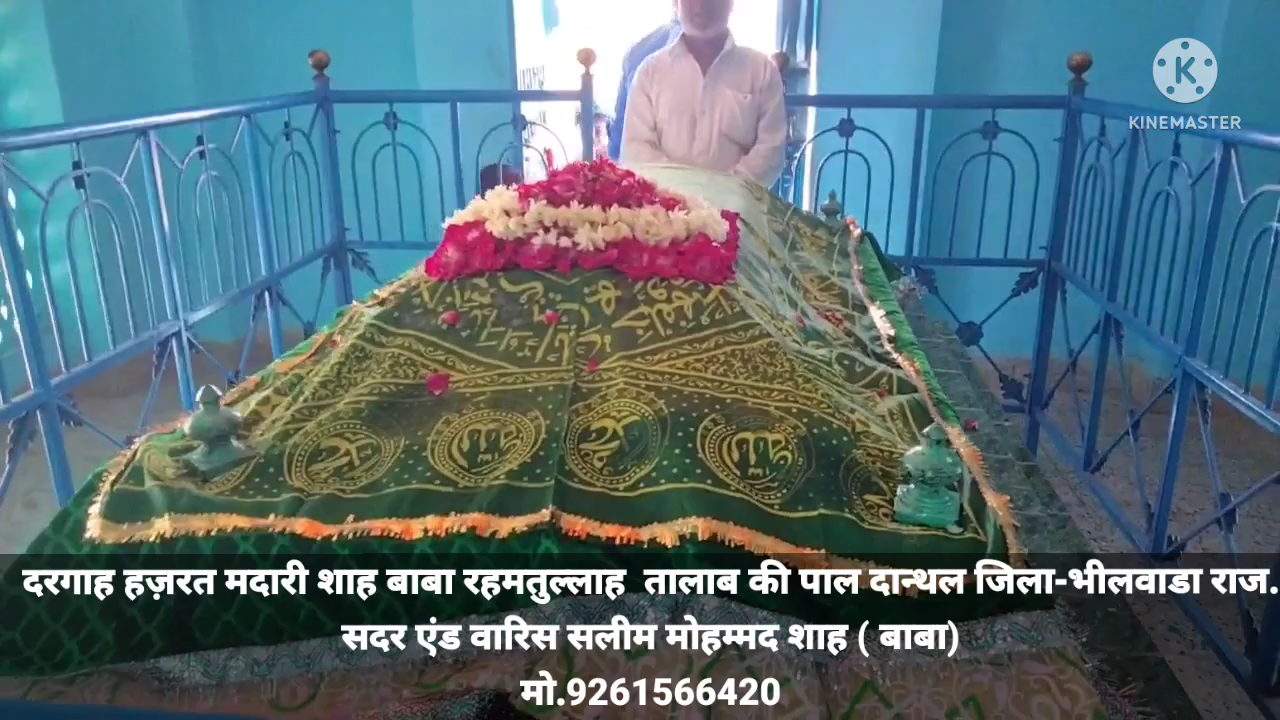 KINEMASTER
दरगाह हज़रत मदारी शाह बाबा रहमतुल्लाह तालाब की पाल दान्थल जिला-भीलवाडा राज.
सदर एंड वारिस सलीम मोहम्मद शाह ( बाबा)
मो.9261566420